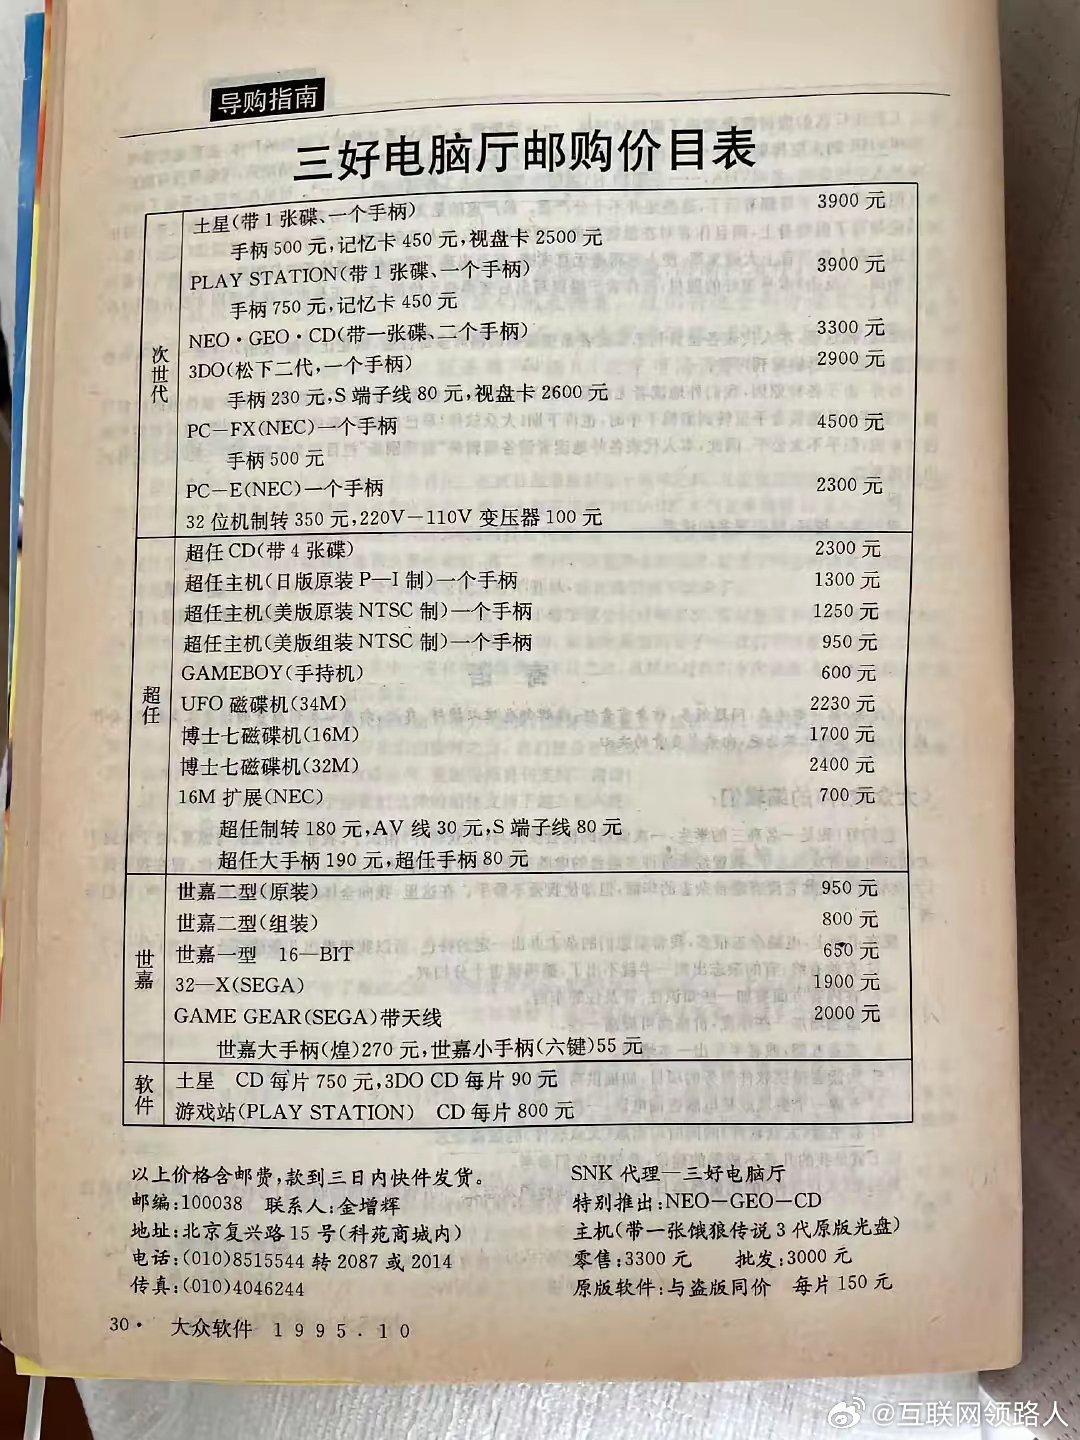 导购指南
三好电脑厅邮购价目表
次世代
土星(带1张碟、一个手柄) 3900元
手柄500元,记忆卡450元,视盘卡2500元
PLAY STATION(带1张碟、一个手柄) 3900元
手柄750元,记忆卡450元
NEO·GEO·CD(带一张碟、二个手柄) 3300元
3DO(松下二代,一个手柄) 2900元
手柄230元,S端子线80元,视盘卡2600元
PC-FX(NEC)一个手柄 4500元
手柄500元
PC-E(NEC)一个手柄 2300元
32位机制转350元,220V-110V变压器100元
超任
超任CD(带4张碟) 2300元
超任主机(日版原装P—I制)一个手柄 1300元
超任主机(美版原装NTSC制)一个手柄 1250元
超任主机(美版组装NTSC制)一个手柄 950元
GAMEBOY(手持机) 600元
UFO磁碟机(34M) 2230元
博士七磁碟机(16M) 1700元
博士七磁碟机(32M) 2400元
16M扩展(NEC) 700元
超任制转180元,AV线30元,S端子线80元
超任大手柄190元,超任手柄80元
世嘉
世嘉二型(原装) 950元
世嘉二型(组装) 800元
世嘉一型 16—BIT 650元
32—X(SEGA) 1900元
GAME GEAR(SEGA)带天线 2000元
世嘉大手柄(煌)270元,世嘉小手柄(六键)55元
软件
土星 CD每片750元,3DO CD每片90元
游戏站(PLAY STATION) CD每片800元
以上价格含邮费,款到三日内快件发货。
邮编:100038 联系人:金增辉
地址:北京复兴路15号(科苑商城内)
电话:(010)8515544转2087或2014
传真:(010)4046244
SNK代理—三好电脑厅
特别推出:NEO-GEO-CD
主机(带一张饿狼传说3代原版光盘)
零售:3300元 批发:3000元
原版软件:与盗版同价 每片150元
30· 大众软件 1995.10
@互联网领路人